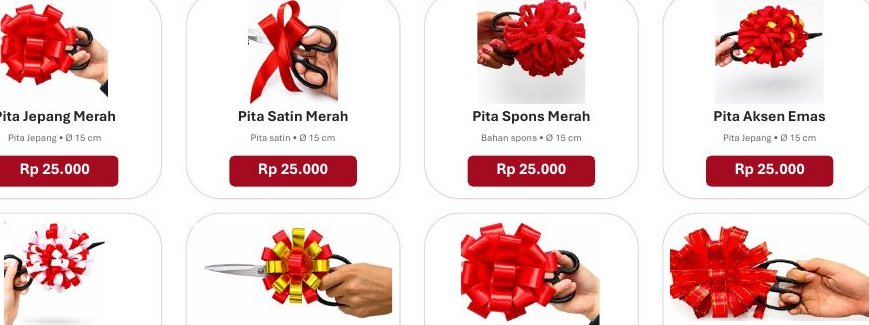 Pita Jepang Merah
Pita Jepang • Ø 15 cm
Rp 25.000
Pita Satin Merah
Pita satin • Ø 15 cm
Rp 25.000
Pita Spons Merah
Bahan spons • Ø 15 cm
Rp 25.000
Pita Aksen Emas
Pita Jepang • Ø 15 cm
Rp 25.000